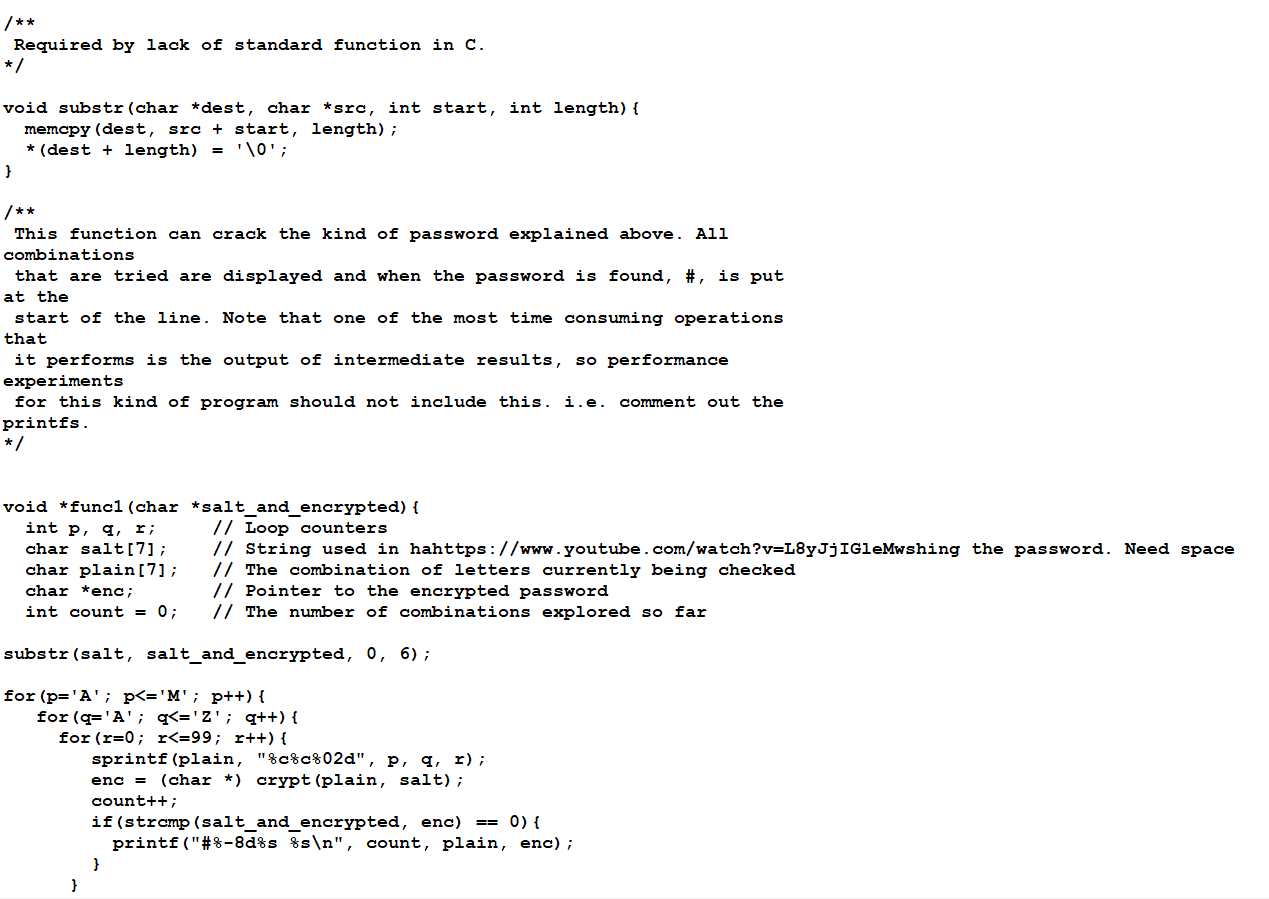 /**
 Required by lack of standard function in C.
*/

void substr(char *dest, char *src, int start, int length){
  memcpy(dest, src + start, length);
  *(dest + length) = '\0';
}

/**
 This function can crack the kind of password explained above. All
combinations
 that are tried are displayed and when the password is found, #, is put
at the
 start of the line. Note that one of the most time consuming operations
that
 it performs is the output of intermediate results, so performance
experiments
 for this kind of program should not include this. i.e. comment out the
printfs.
*/

void *func1(char *salt_and_encrypted){
  int p, q, r;     // Loop counters
  char salt[7];    // String used in hahttps://www.youtube.com/watch?v=L8yJjIGleMwshing the password. Need space
  char plain[7];   // The combination of letters currently being checked
  char *enc;       // Pointer to the encrypted password
  int count = 0;   // The number of combinations explored so far

substr(salt, salt_and_encrypted, 0, 6);

for(p='A'; p<='M'; p++){
   for(q='A'; q<='Z'; q++){
     for(r=0; r<=99; r++){
        sprintf(plain, "%c%c%02d", p, q, r);
        enc = (char *) crypt(plain, salt);
        count++;
        if(strcmp(salt_and_encrypted, enc) == 0){
          printf("#%-8d%s %s\n", count, plain, enc);
        }
      }